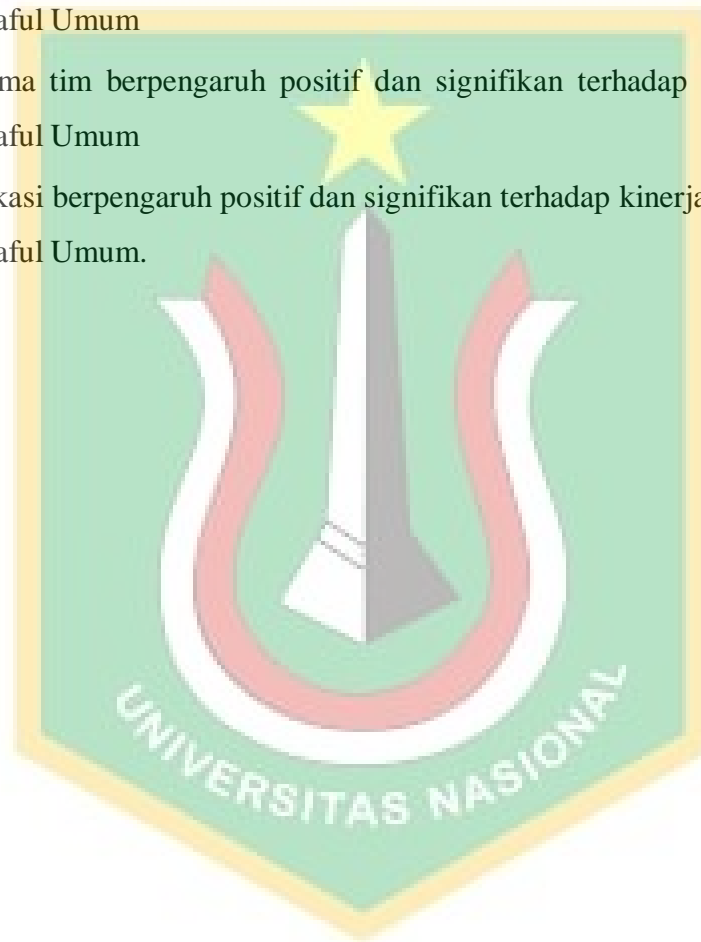 aful Umum
ma tim berpengaruh positif dan signifikan terhadap
aful Umum
kasi berpengaruh positif dan signifikan terhadap kinerja
aful Umum.
UNIVERSITAS NASIONAL